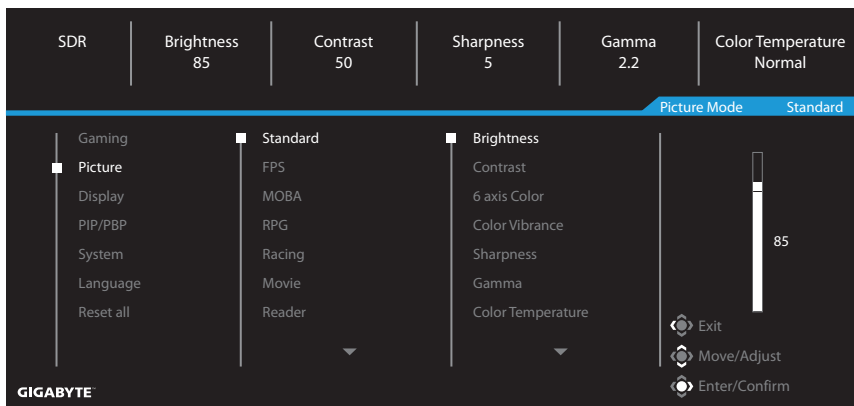 SDR Brightness Contrast Sharpness Gamma Color Temperature
85 50 5 2.2 Normal
Picture Mode Standard
Gaming Standard Brightness
Picture FPS Contrast
Display MOBA 6 axis Color
PIP/PBP RPG Color Vibrance
System Racing Sharpness
Language Movie Gamma
Reset all Reader Color Temperature
85
Exit
Move/Adjust
Enter/Confirm
GIGABYTE™